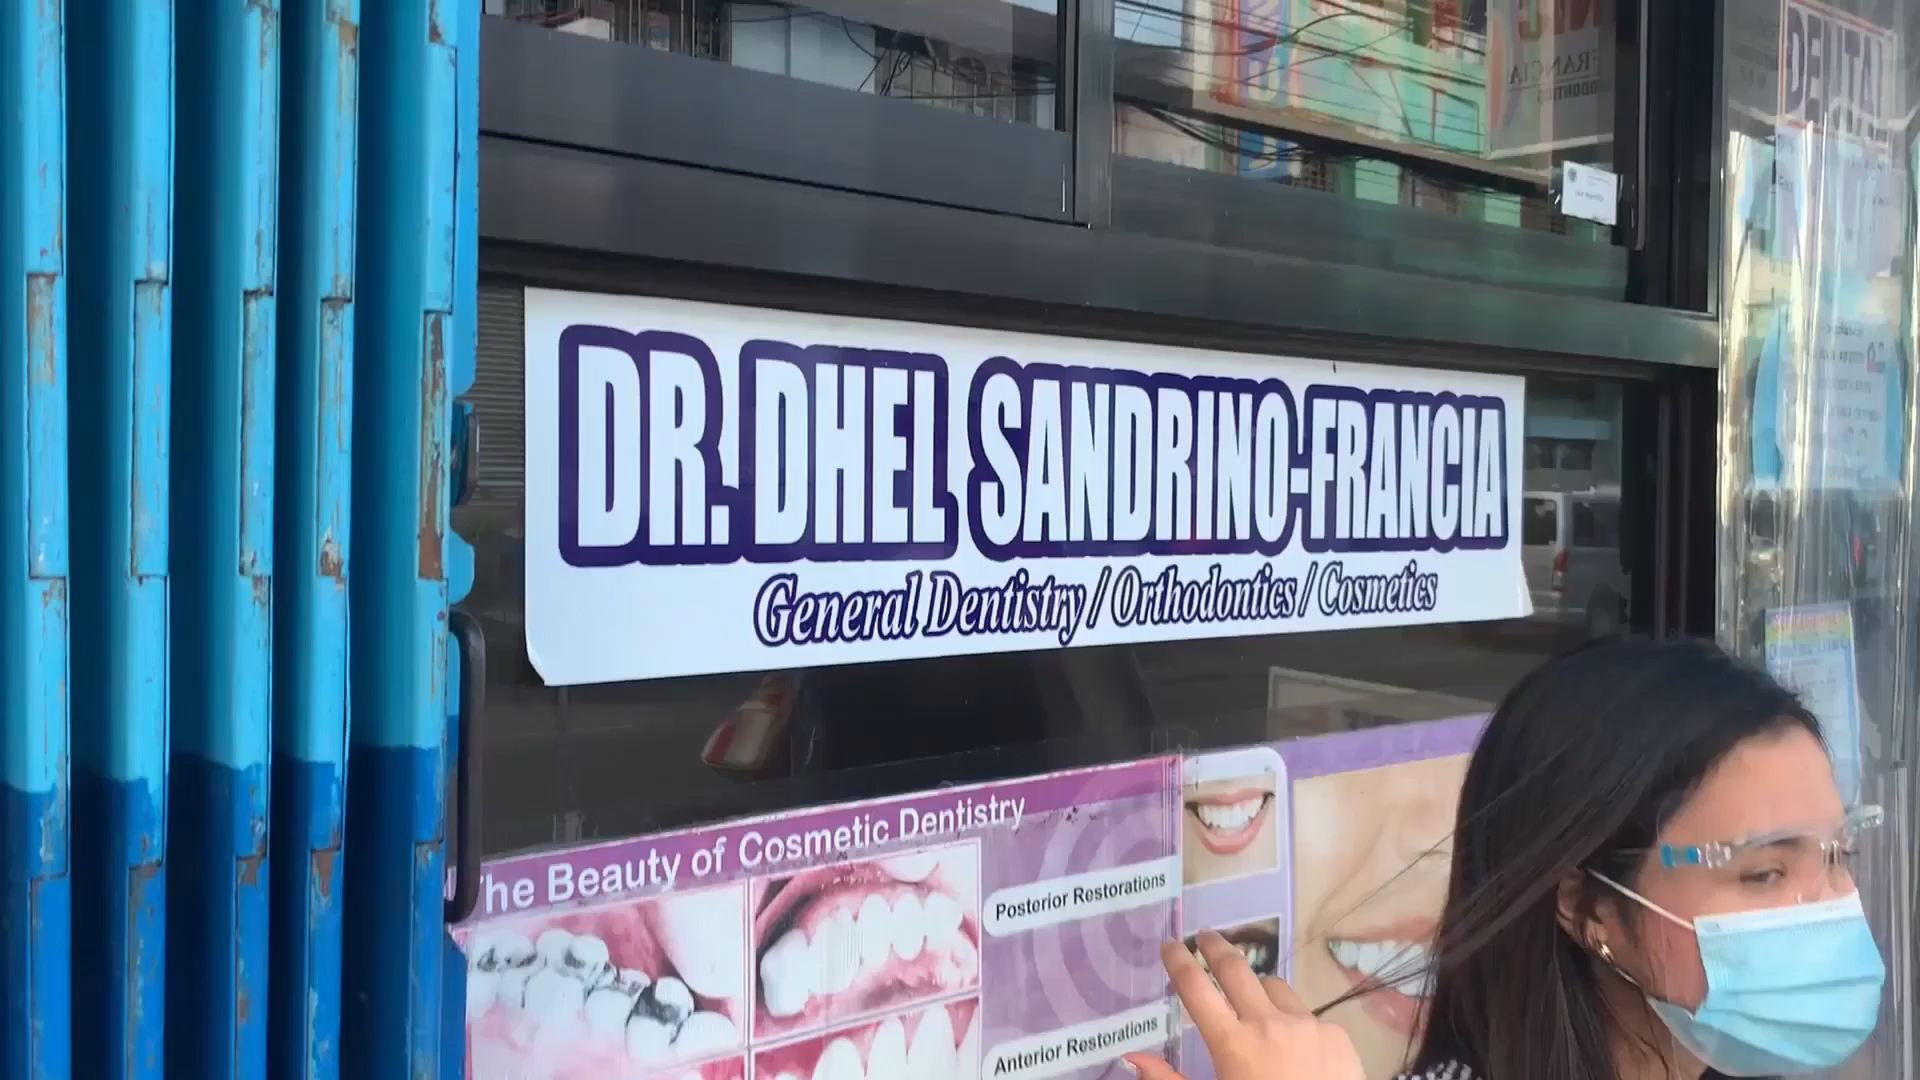 DENTAL
DR. DHEL SANDRINO-FRANCIA
General Dentistry / Orthodontics / Cosmetics
The Beauty of Cosmetic Dentistry
Posterior Restorations
Anterior Restorations